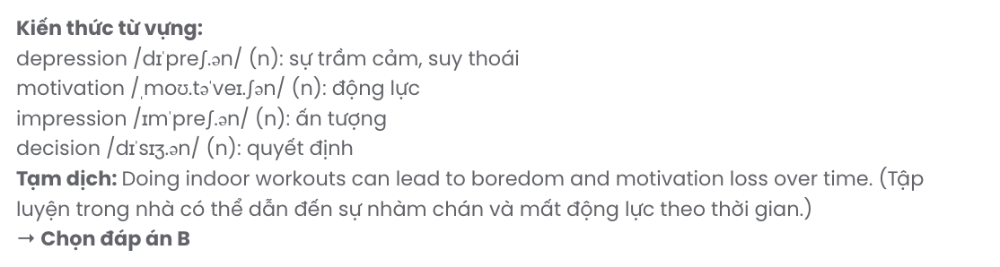 Kiến thức từ vựng:
depression /dɪˈpreʃ.ən/ (n): sự trầm cảm, suy thoái
motivation /ˌmoʊ.təˈveɪ.ʃən/ (n): động lực
impression /ɪmˈpreʃ.ən/ (n): ấn tượng
decision /dɪˈsɪʒ.ən/ (n): quyết định
Tạm dịch: Doing indoor workouts can lead to boredom and motivation loss over time. (Tập
luyện trong nhà có thể dẫn đến sự nhàm chán và mất động lực theo thời gian.)
→ Chọn đáp án B